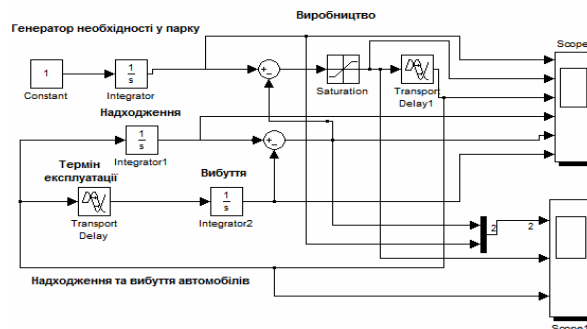 Виробництво
Генератор необхідності у парку
Scope
1
1
s
Constant
Integrator
Saturation
Transport
Delay1
Надходження
1
s
Integrator1
Термін
експлуатації
Вибуття
1
s
Transport
Delay
Integrator2
2
2
Надходження та вибуття автомобілів
Scope1